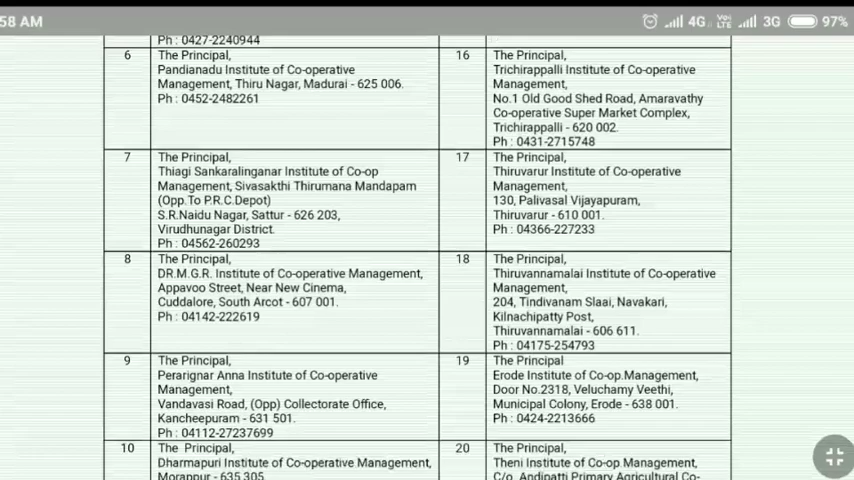 :58 AM
4G VoLTE 3G 97%
Ph : 0427-2240944
6
The Principal,
Pandianadu Institute of Co-operative
Management, Thiru Nagar, Madurai - 625 006.
Ph : 0452-2482261
16
The Principal,
Trichirappalli Institute of Co-operative
Management,
No.1 Old Good Shed Road, Amaravathy
Co-operative Super Market Complex,
Trichirappalli - 620 002.
Ph : 0431-2715748
7
The Principal,
Thiagi Sankaralinganar Institute of Co-op
Management, Sivasakthi Thirumana Mandapam
(Opp.To P.R.C.Depot)
S.R.Naidu Nagar, Sattur - 626 203,
Virudhunagar District.
Ph : 04562-260293
17
The Principal,
Thiruvarur Institute of Co-operative
Management,
130, Palivasal Vijayapuram,
Thiruvarur - 610 001.
Ph : 04366-227233
8
The Principal,
DR.M.G.R. Institute of Co-operative Management,
Appavoo Street, Near New Cinema,
Cuddalore, South Arcot - 607 001.
Ph : 04142-222619
18
The Principal,
Thiruvannamalai Institute of Co-operative
Management,
204, Tindivanam Slaai, Navakari,
Kilnachipatty Post,
Thiruvannamalai - 606 611.
Ph : 04175-254793
9
The Principal,
Perarignar Anna Institute of Co-operative
Management,
Vandavasi Road, (Opp) Collectorate Office,
Kancheepuram - 631 501.
Ph : 04112-27237699
19
The Principal
Erode Institute of Co-op.Management,
Door No.2318, Veluchamy Veethi,
Municipal Colony, Erode - 638 001.
Ph : 0424-2213666
10
The Principal,
Dharmapuri Institute of Co-operative Management,
Morappur - 635 305.
20
The Principal,
Theni Institute of Co-op.Management,
C/o. Andipatti Primary Agricultural Co-